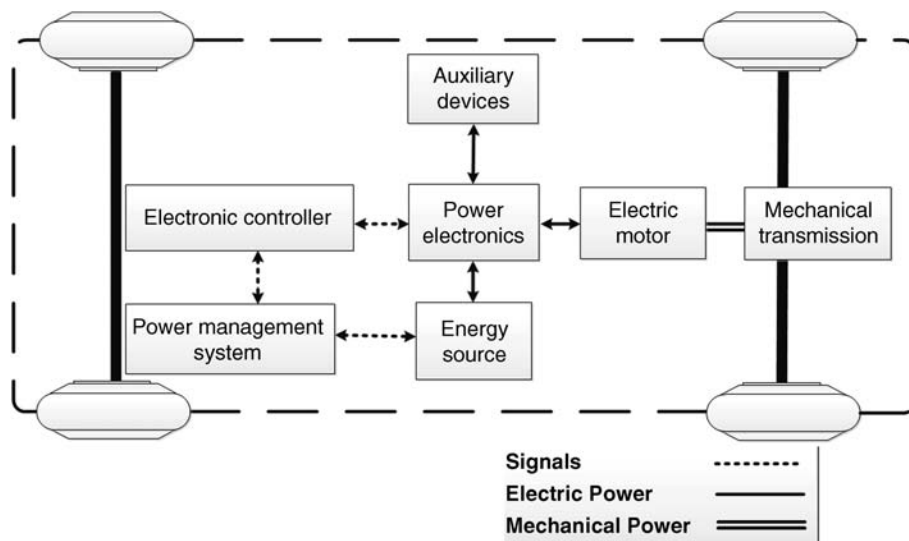 Auxiliary
devices
Electronic controller
Power
electronics
Electric
motor
Mechanical
transmission
Power management
system
Energy
source
Signals
Electric Power
Mechanical Power